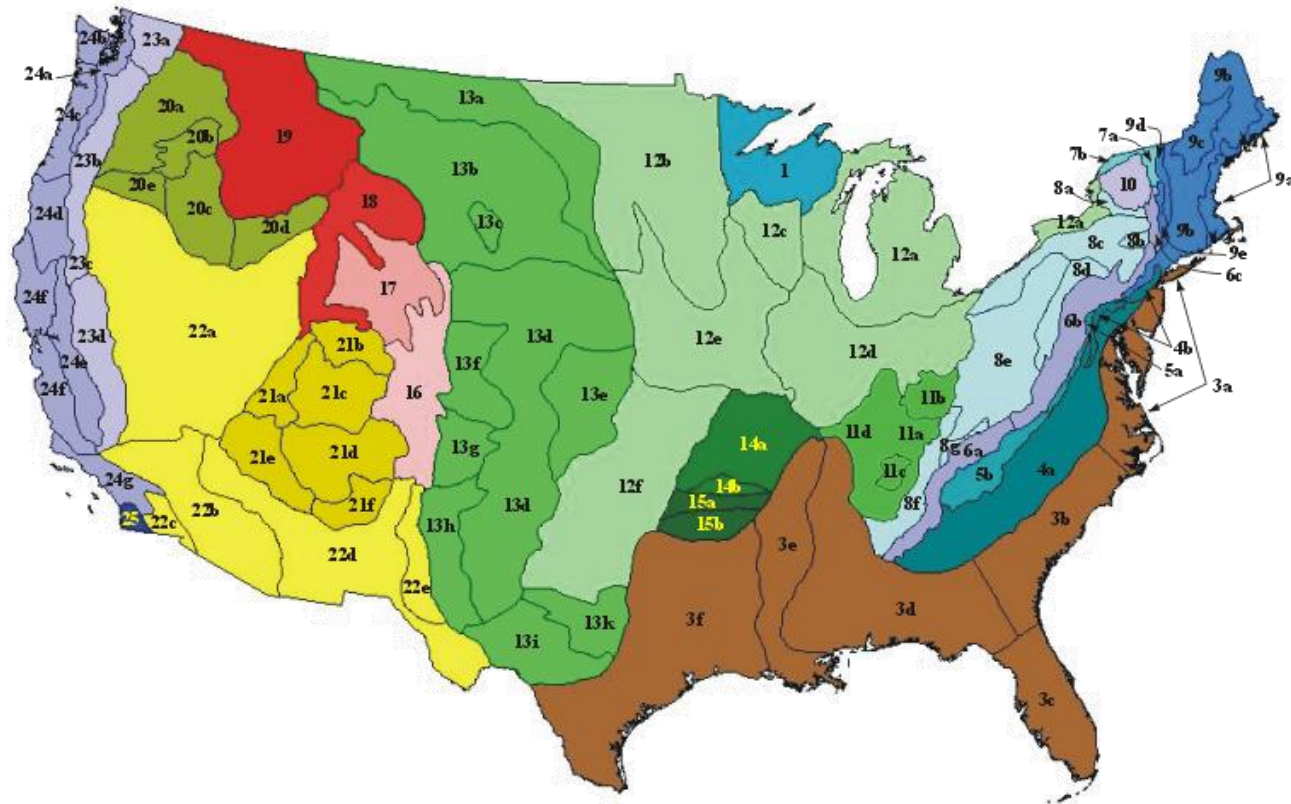 24b
23a
24a
20a
13a
9b
19
24c
20b
9d
7a
9c
23b
12b
7b
13b
1
10
20e
8a
9a
18
24d
20c
13c
12a
20d
12c
8c
8b
9b
12a
9e
23c
8d
6c
17
24f
22a
13d
12e
6b
23d
21b
13f
12d
8e
4b
24e
5a
16
21a
21c
13e
11b
3a
24f
14a
11d
11a
13g
21e
21d
8g
6a
11c
24g
12f
14b
5b
4a
21f
15a
22b
13d
8f
25
22c
15b
13h
3b
3e
22d
22e
3f
3d
13k
13i
3c